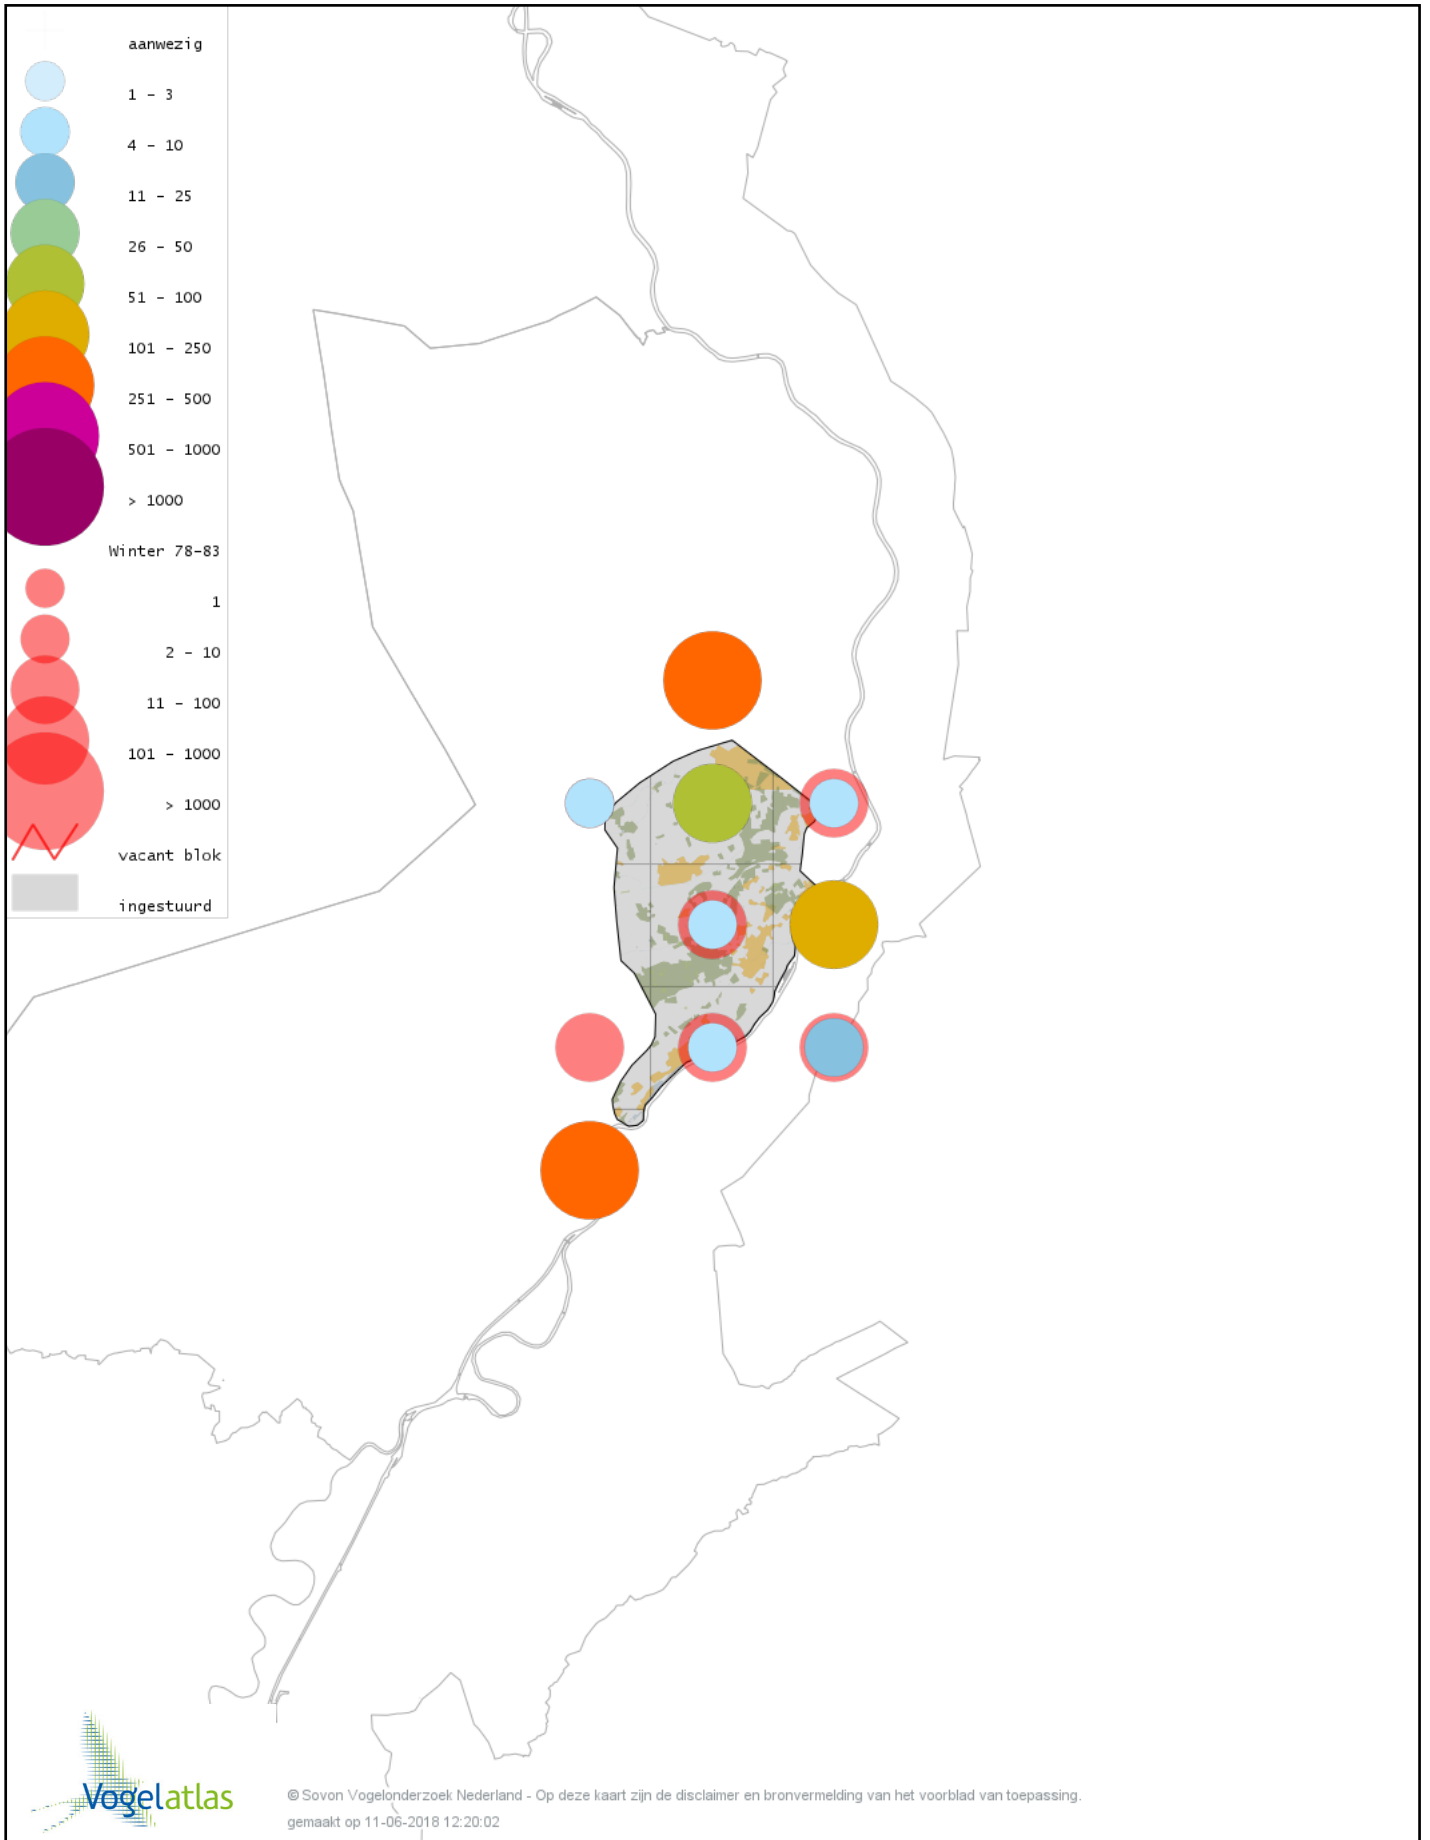 aanwezig
1 - 3
4 - 10
11 - 25
26 - 50
51 - 100
101 - 250
251 - 500
501 - 1000
> 1000
Winter 78-83
1
2 - 10
11 - 100
101 - 1000
> 1000
vacant blok
ingestuurd
Vogelatlas
© Sovon Vogelonderzoek Nederland - Op deze kaart zijn de disclaimer en bronvermelding van het voorblad van toepassing.
gemaakt op 11-06-2018 12:20:02